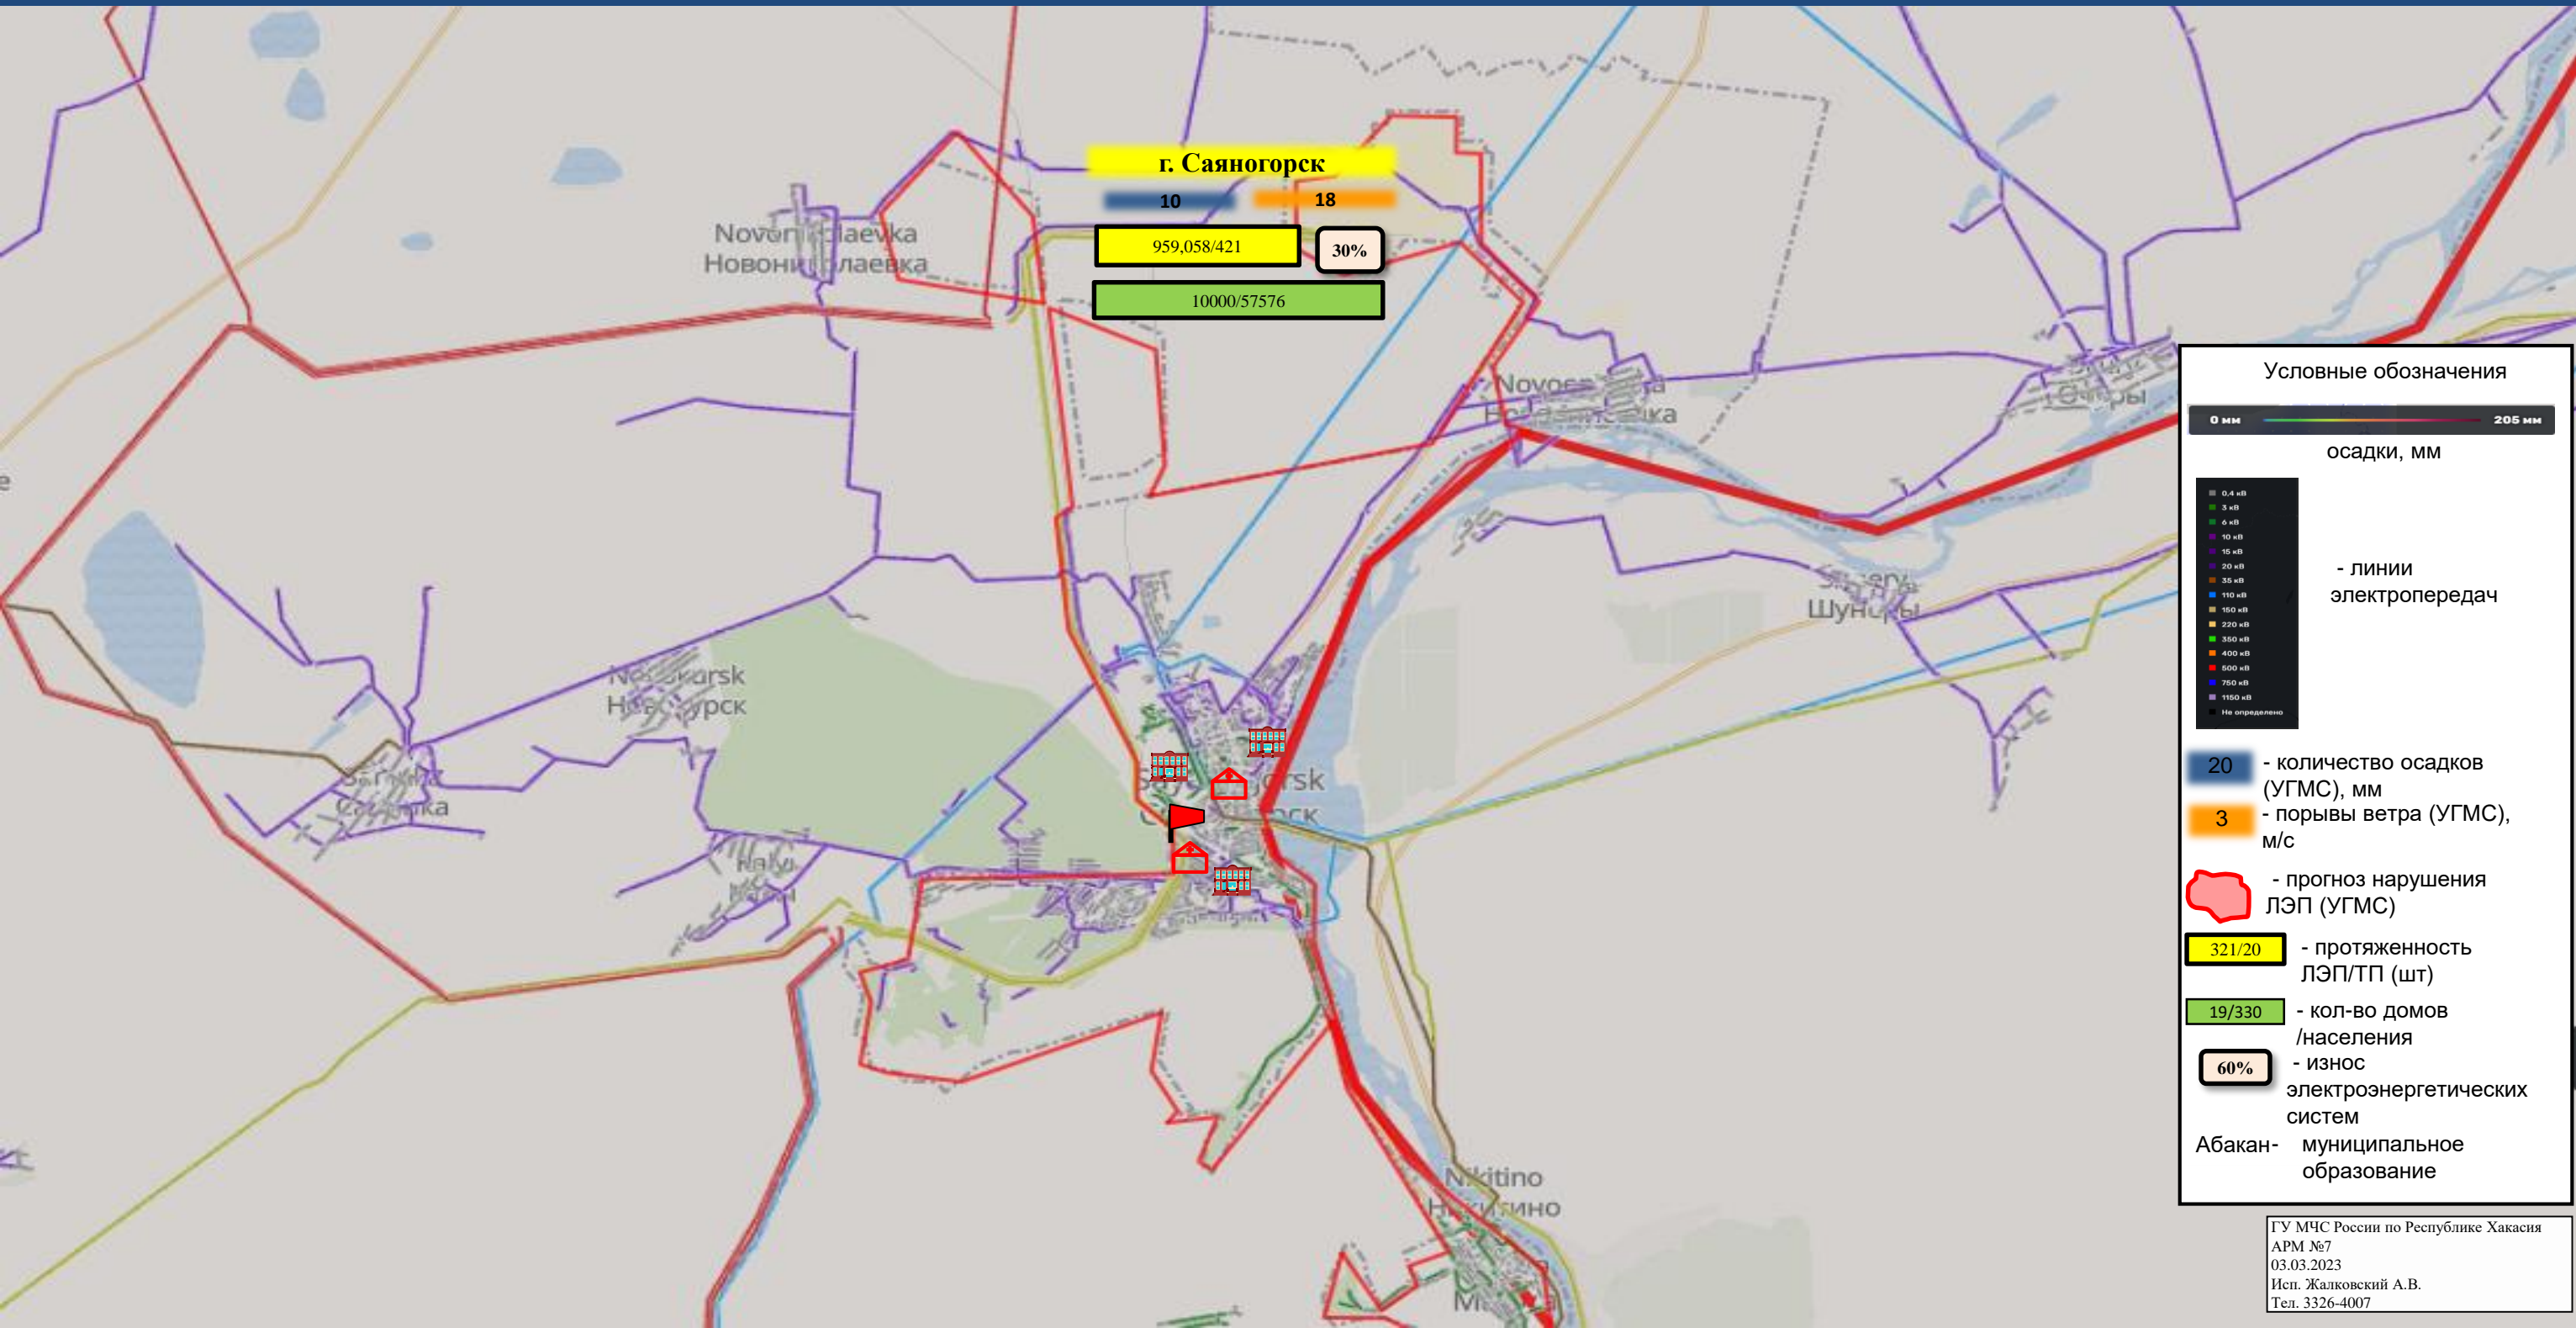 г. Саяногорск
10
18
959,058/421
30%
10000/57576
Новониколаевка
Шунеры
Nikitino
Никитино
Условные обозначения
0 мм
205 мм
осадки, мм
0,4 кВ
3 кВ
6 кВ
10 кВ
15 кВ
20 кВ
35 кВ
110 кВ
150 кВ
220 кВ
350 кВ
400 кВ
500 кВ
750 кВ
1150 кВ
Не определено
- линии
электропередач
20
- количество осадков
(УГМС), мм
3
- порывы ветра (УГМС),
м/с
- прогноз нарушения
ЛЭП (УГМС)
321/20
- протяженность
ЛЭП/ТП (шт)
19/330
- кол-во домов
/населения
60%
- износ
электроэнергетических
систем
Абакан- муниципальное
образование
ГУ МЧС России по Республике Хакасия
АРМ №7
03.03.2023
Исп. Жалковский А.В.
Тел. 3326-4007